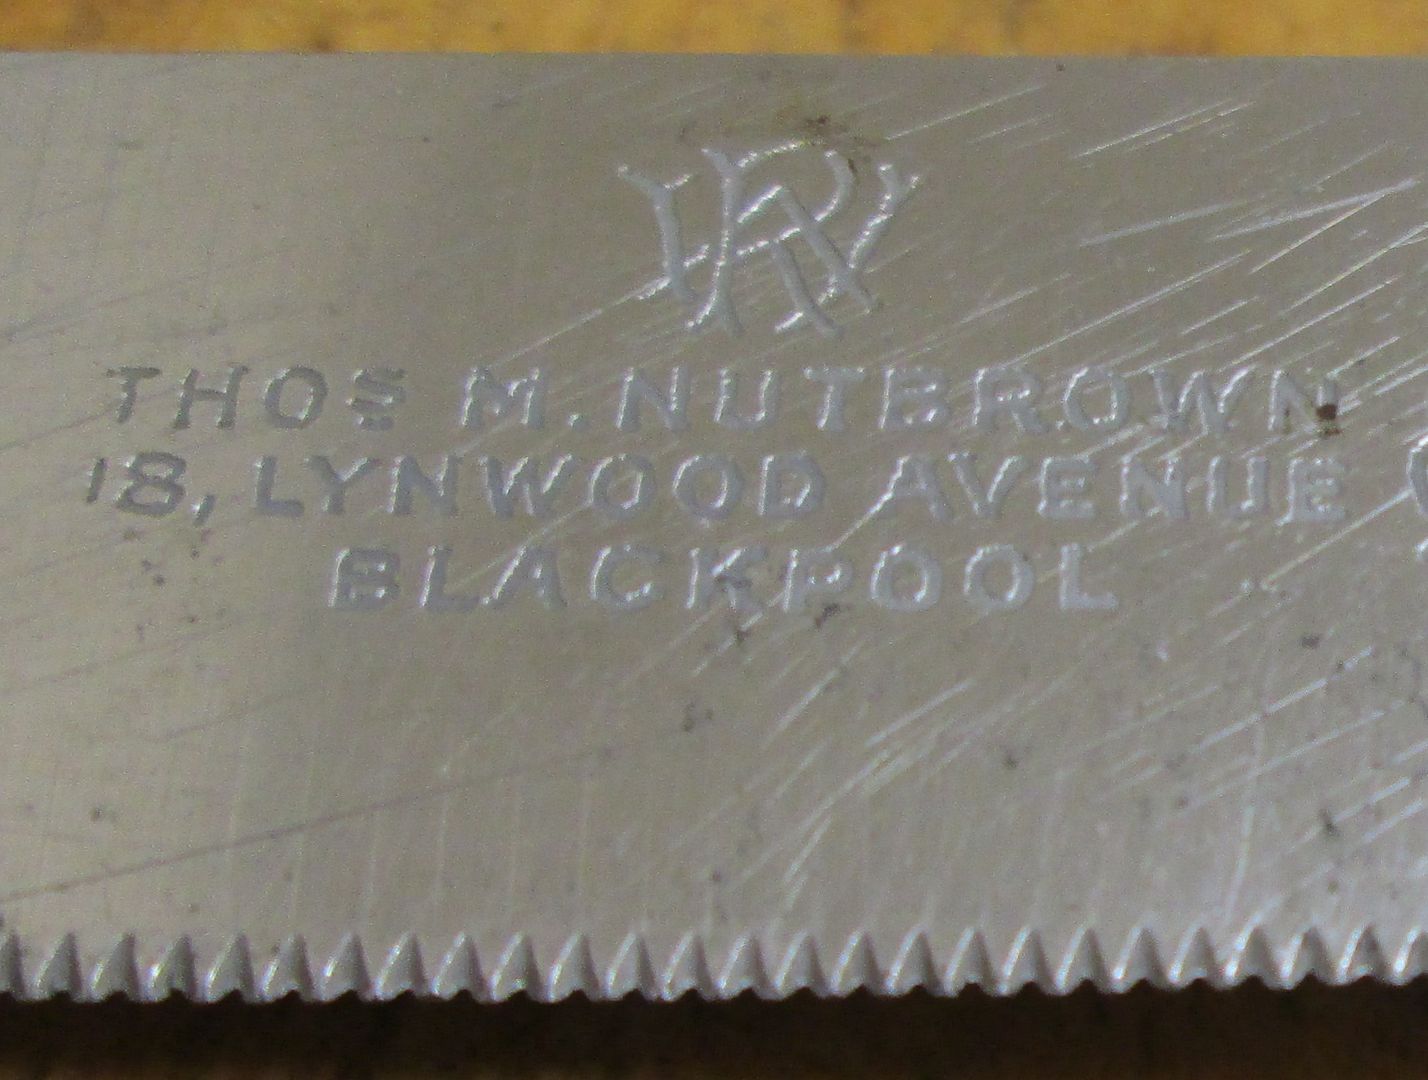 THOS M. NUTBROWN
18, LYNWOOD AVENUE
BLACKPOOL